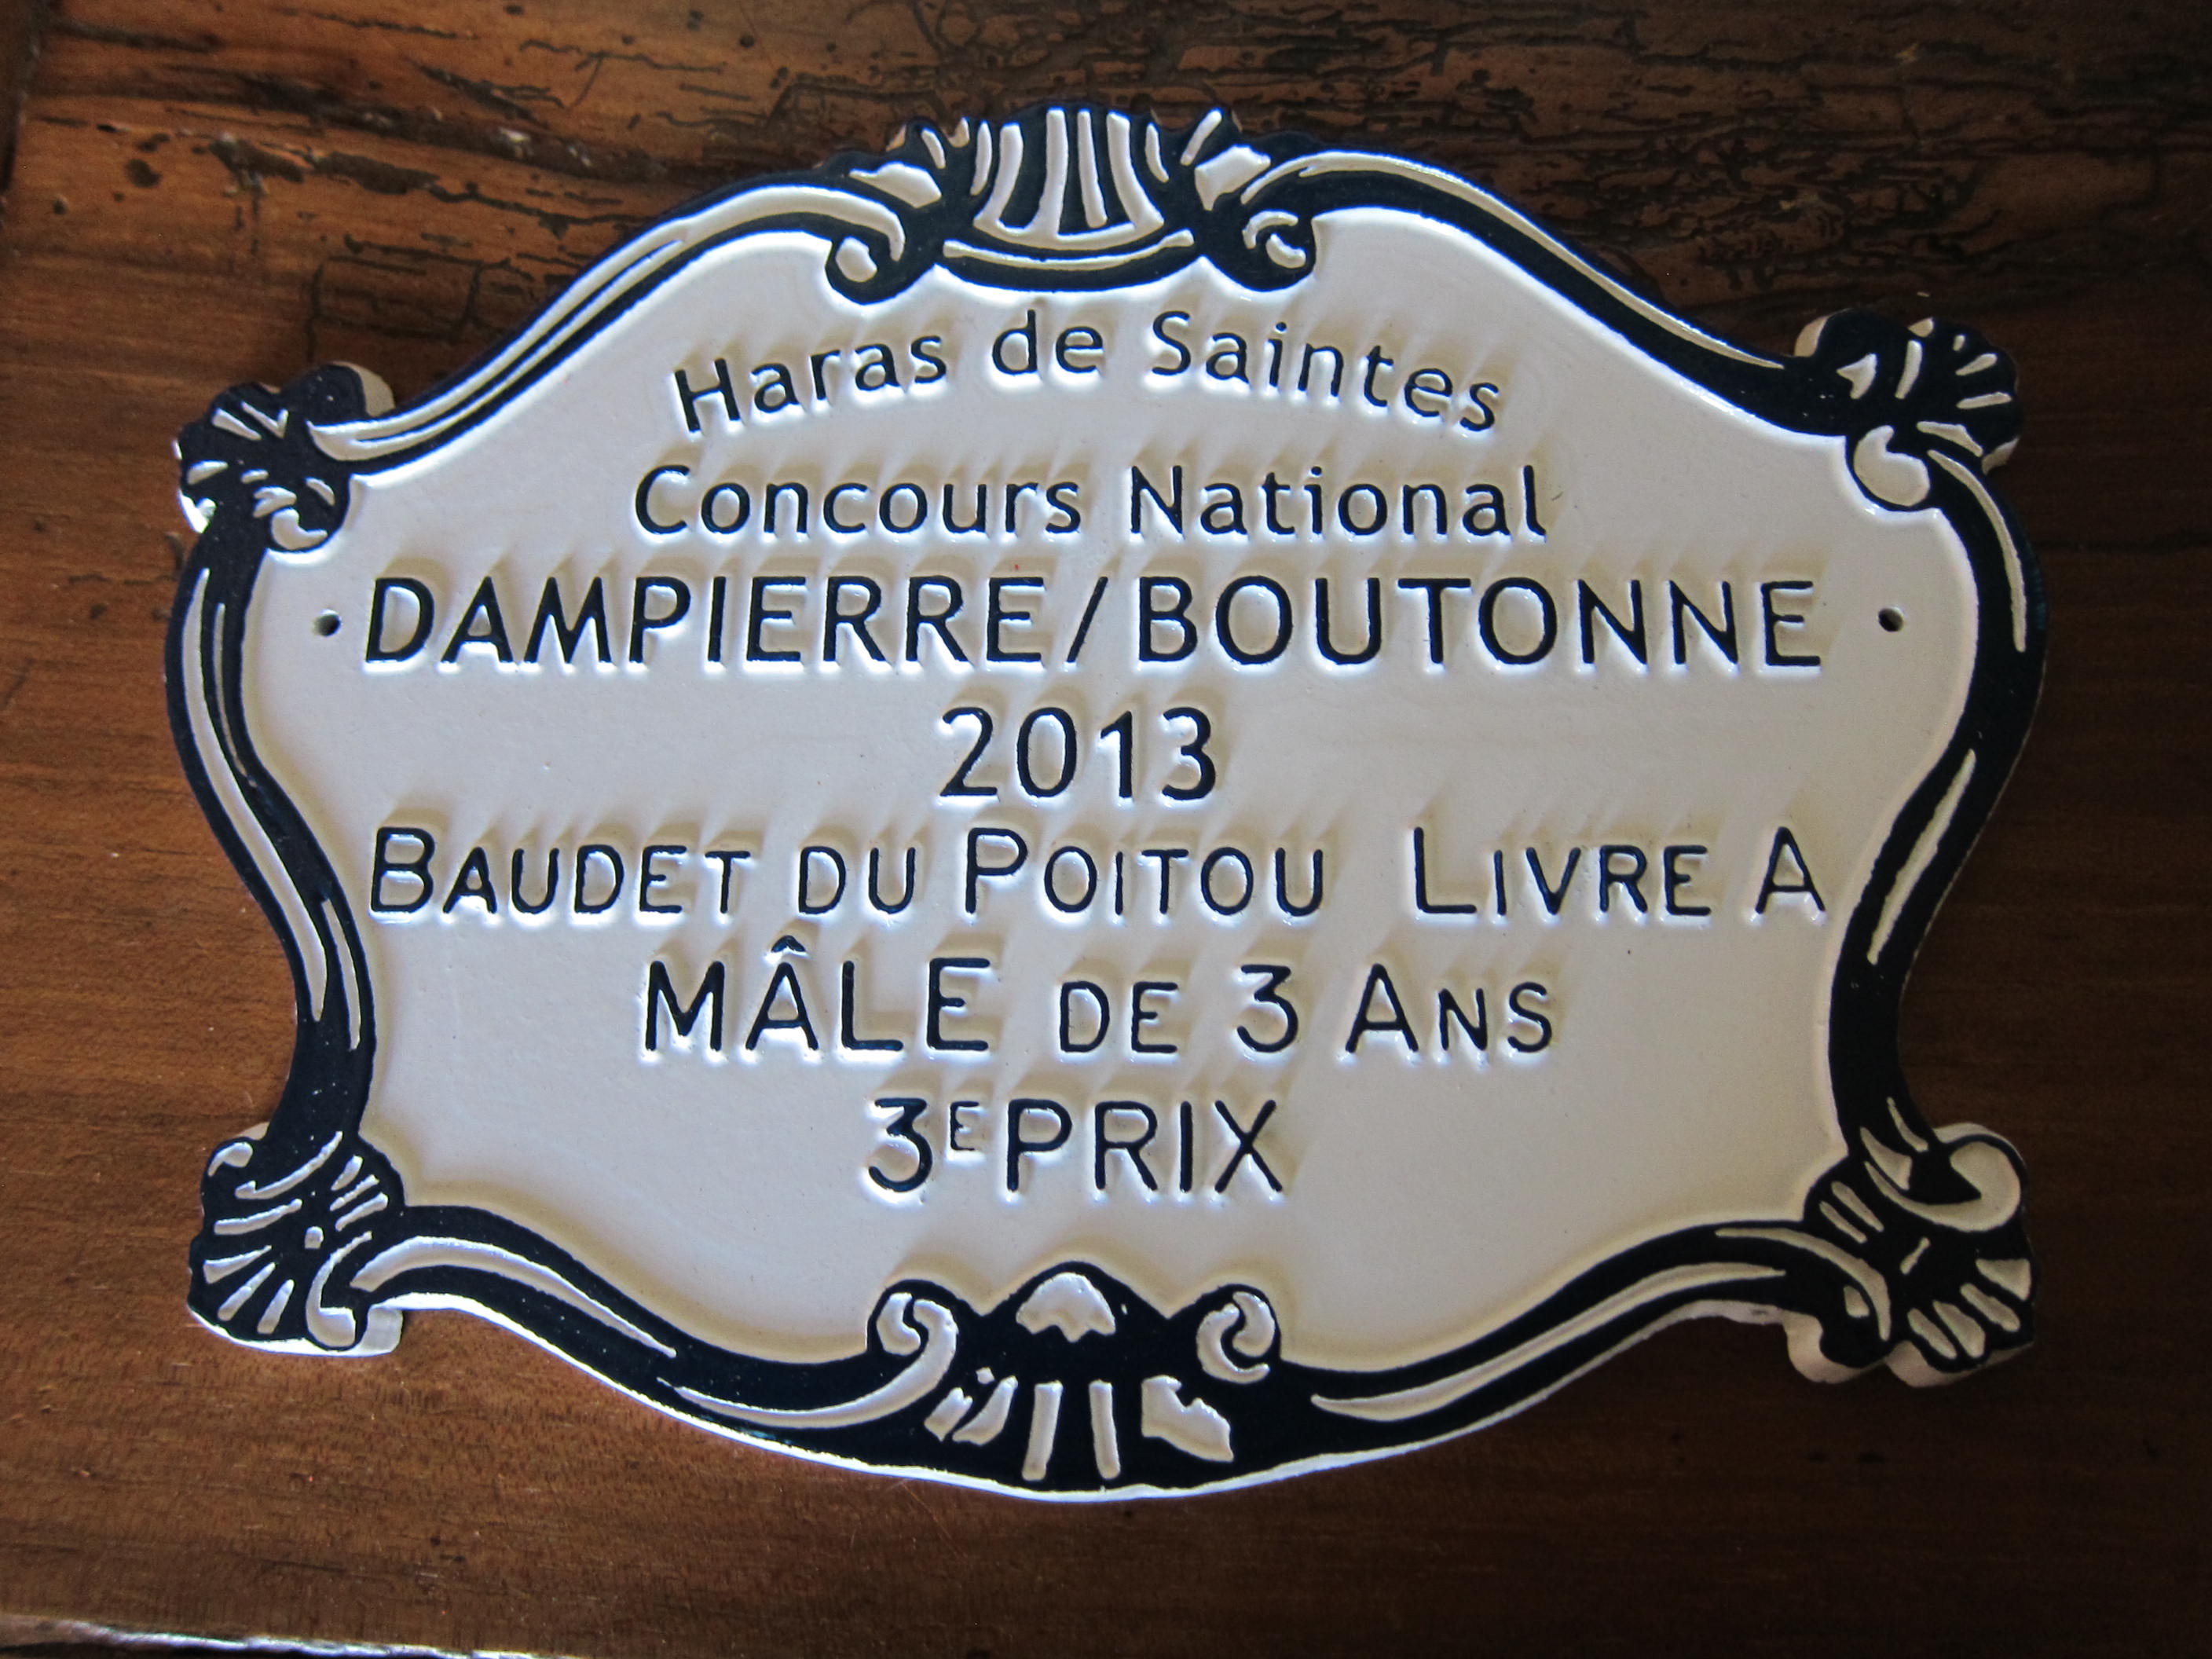 Haras de Saintes
Concours National
DAMPIERRE/BOUTONNE
2013
BAUDET DU POITOU LIVRE A
MÂLE DE 3 ANS
3E PRIX